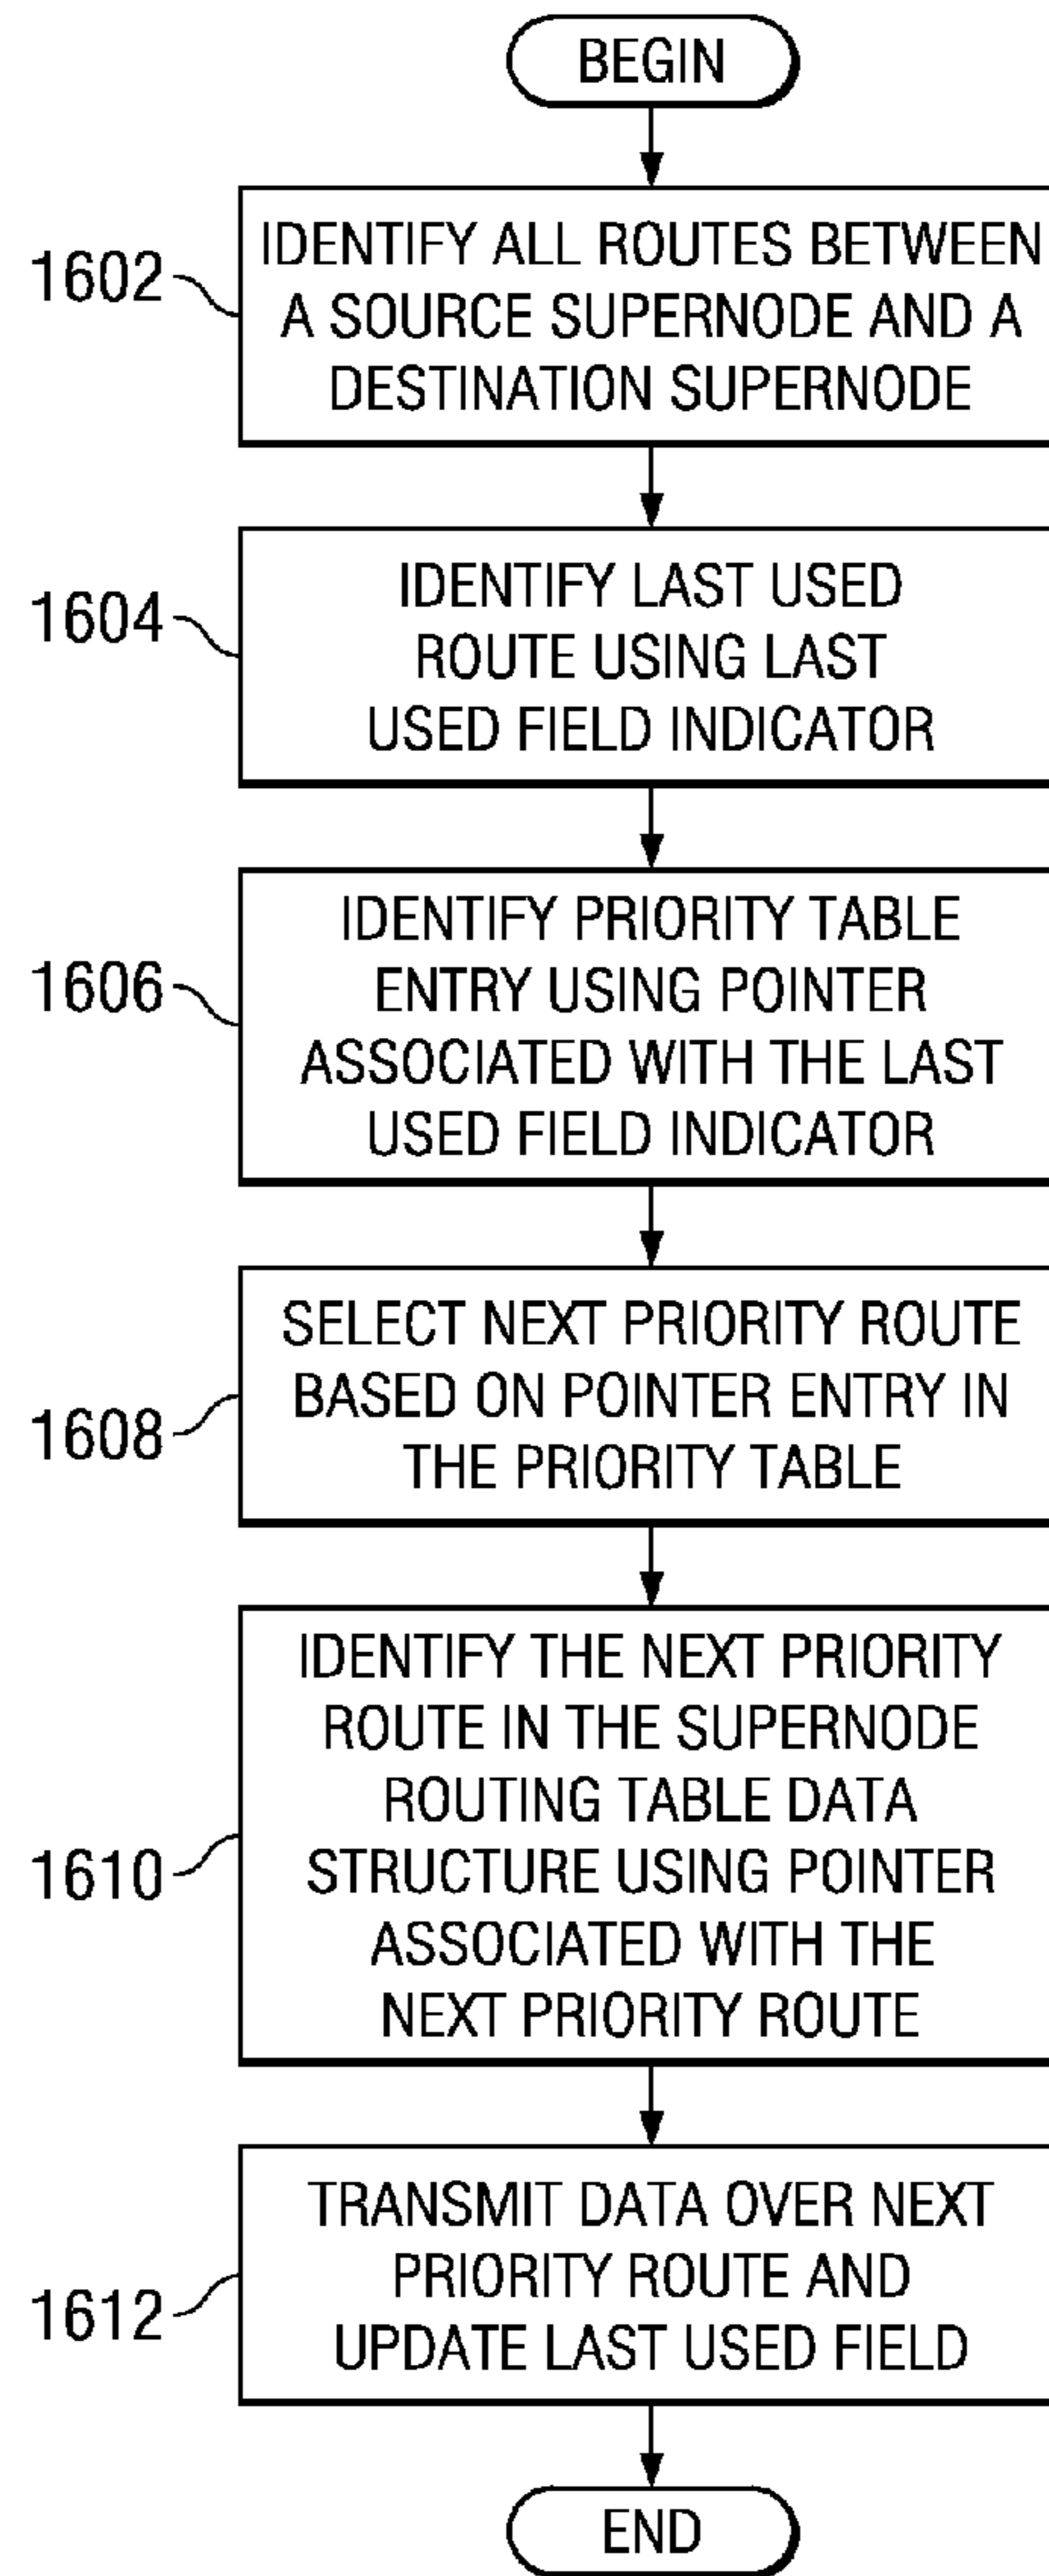 BEGIN
1602
IDENTIFY ALL ROUTES BETWEEN
A SOURCE SUPERNODE AND A
DESTINATION SUPERNODE
1604
IDENTIFY LAST USED
ROUTE USING LAST
USED FIELD INDICATOR
1606
IDENTIFY PRIORITY TABLE
ENTRY USING POINTER
ASSOCIATED WITH THE LAST
USED FIELD INDICATOR
1608
SELECT NEXT PRIORITY ROUTE
BASED ON POINTER ENTRY IN
THE PRIORITY TABLE
1610
IDENTIFY THE NEXT PRIORITY
ROUTE IN THE SUPERNODE
ROUTING TABLE DATA
STRUCTURE USING POINTER
ASSOCIATED WITH THE
NEXT PRIORITY ROUTE
1612
TRANSMIT DATA OVER NEXT
PRIORITY ROUTE AND
UPDATE LAST USED FIELD
END